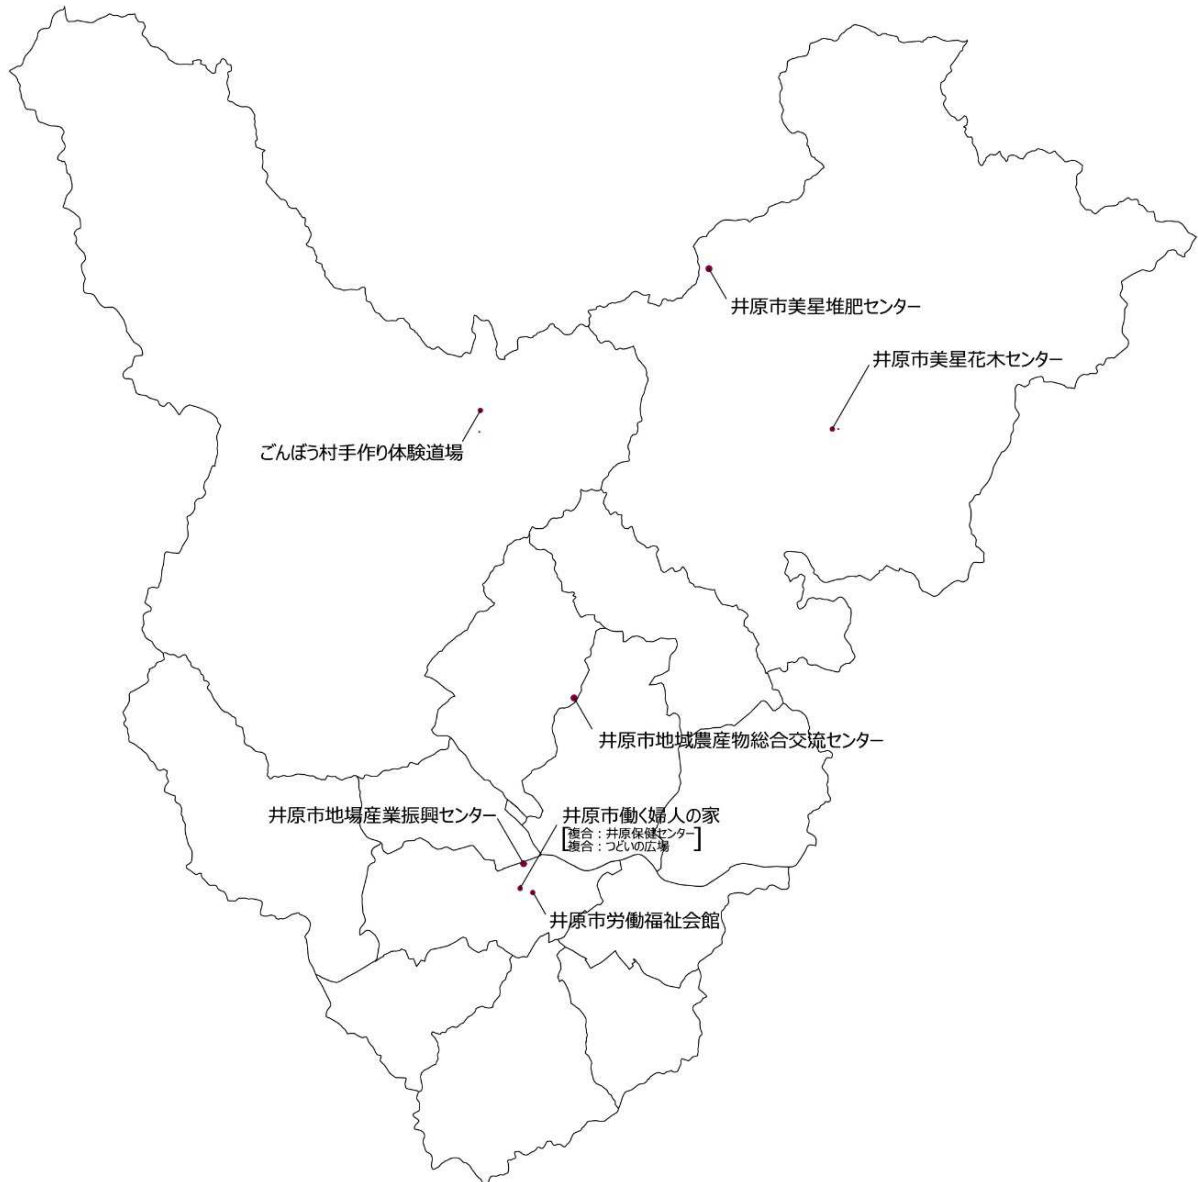 井原市美星堆肥センター
井原市美星花木センター
ごんぼう村手作り体験道場
井原市地域農産物総合交流センター
井原市地場産業振興センター
井原市働く婦人の家
複合：井原保健センター
複合：つどいの広場
井原市労働福祉会館